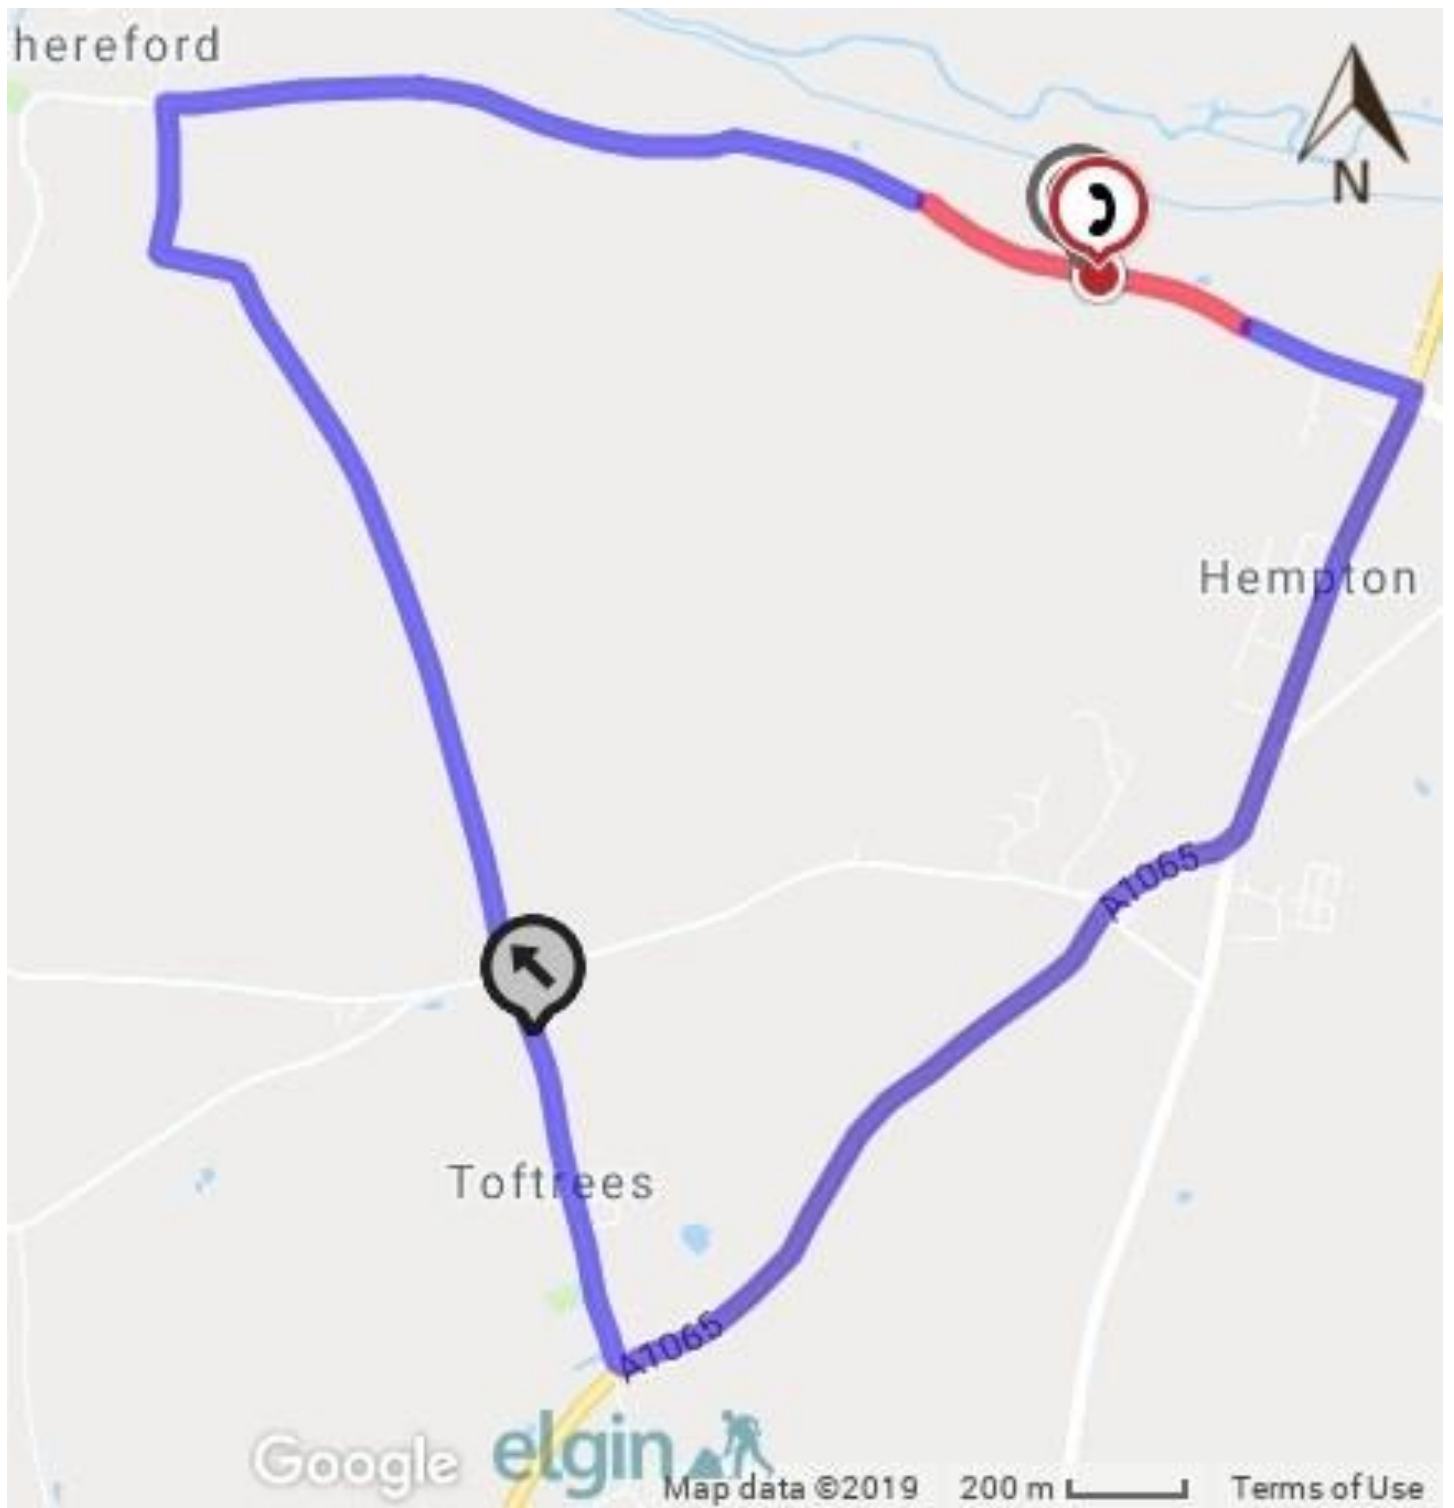 hereford
N
Hempton
A1065
Toftrees
A1065
Google elgin
Map data ©2019 200 m Terms of Use